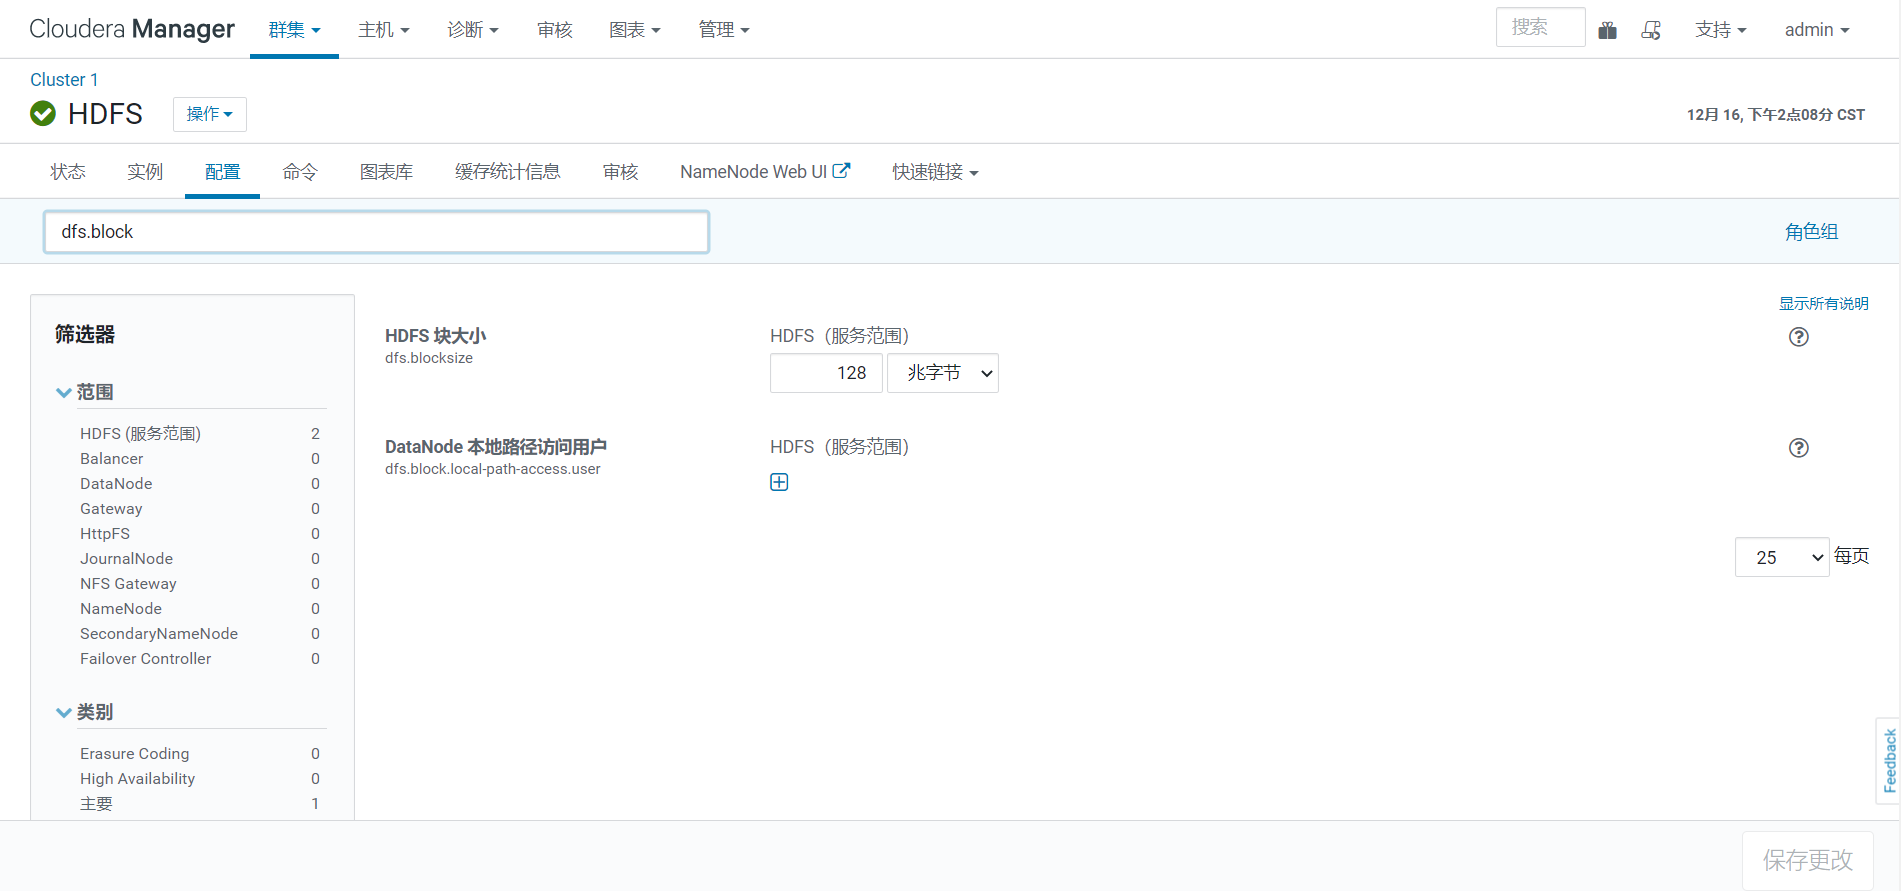 Cloudera Manager 群集 主机 诊断 审核 图表 管理 搜索 支持 admin
Cluster 1
HDFS 操作 12月 16, 下午2点08分 CST
状态 实例 配置 命令 图表库 缓存统计信息 审核 NameNode Web UI 快速链接
dfs.block 角色组
显示所有说明
筛选器
范围
HDFS (服务范围) 2
Balancer 0
DataNode 0
Gateway 0
HttpFS 0
JournalNode 0
NFS Gateway 0
NameNode 0
SecondaryNameNode 0
Failover Controller 0
类别
Erasure Coding 0
High Availability 0
主要 1
HDFS 块大小 HDFS（服务范围）
dfs.blocksize
128 兆字节
DataNode 本地路径访问用户 HDFS（服务范围）
dfs.block.local-path-access.user
25 每页
Feedback
保存更改